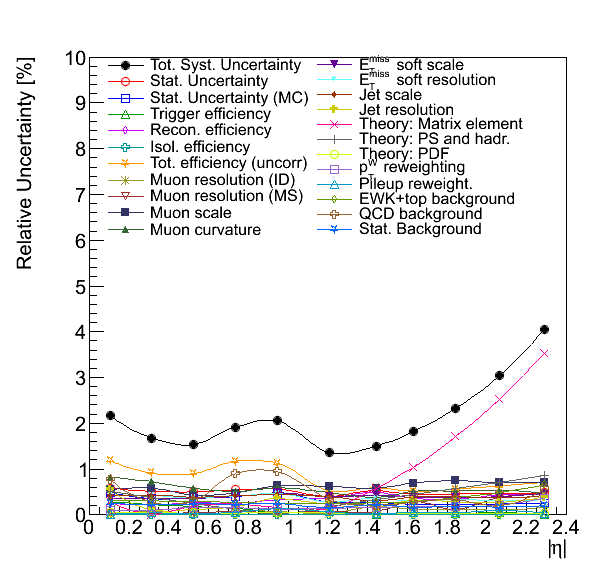 Relative Uncertainty [%]
10
9
8
7
6
5
4
3
2
1
0
Tot. Syst. Uncertainty
Stat. Uncertainty
Stat. Uncertainty (MC)
Trigger efficiency
Recon. efficiency
Isol. efficiency
Tot. efficiency (uncorr)
Muon resolution (ID)
Muon resolution (MS)
Muon scale
Muon curvature
E_T^miss soft scale
E_T^miss soft resolution
Jet scale
Jet resolution
Theory: Matrix element
Theory: PS and hadr.
Theory: PDF
p_T^W reweighting
Pileup reweight.
EWK+top background
QCD background
Stat. Background
0 0.2 0.4 0.6 0.8 1 1.2 1.4 1.6 1.8 2 2.2 2.4
|η|